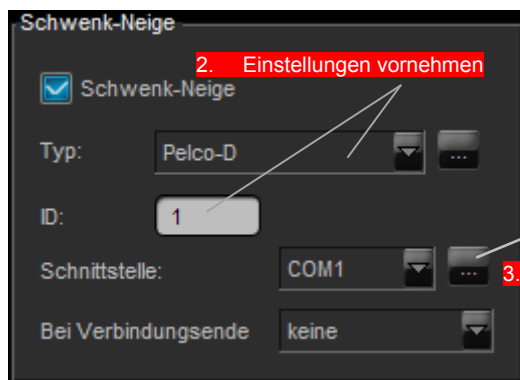 Schwenk-Neige
2. Einstellungen vornehmen
Schwenk-Neige
Typ: Pelco-D ...
ID: 1
Schnittstelle: COM1 ...
3.
Bei Verbindungsende keine